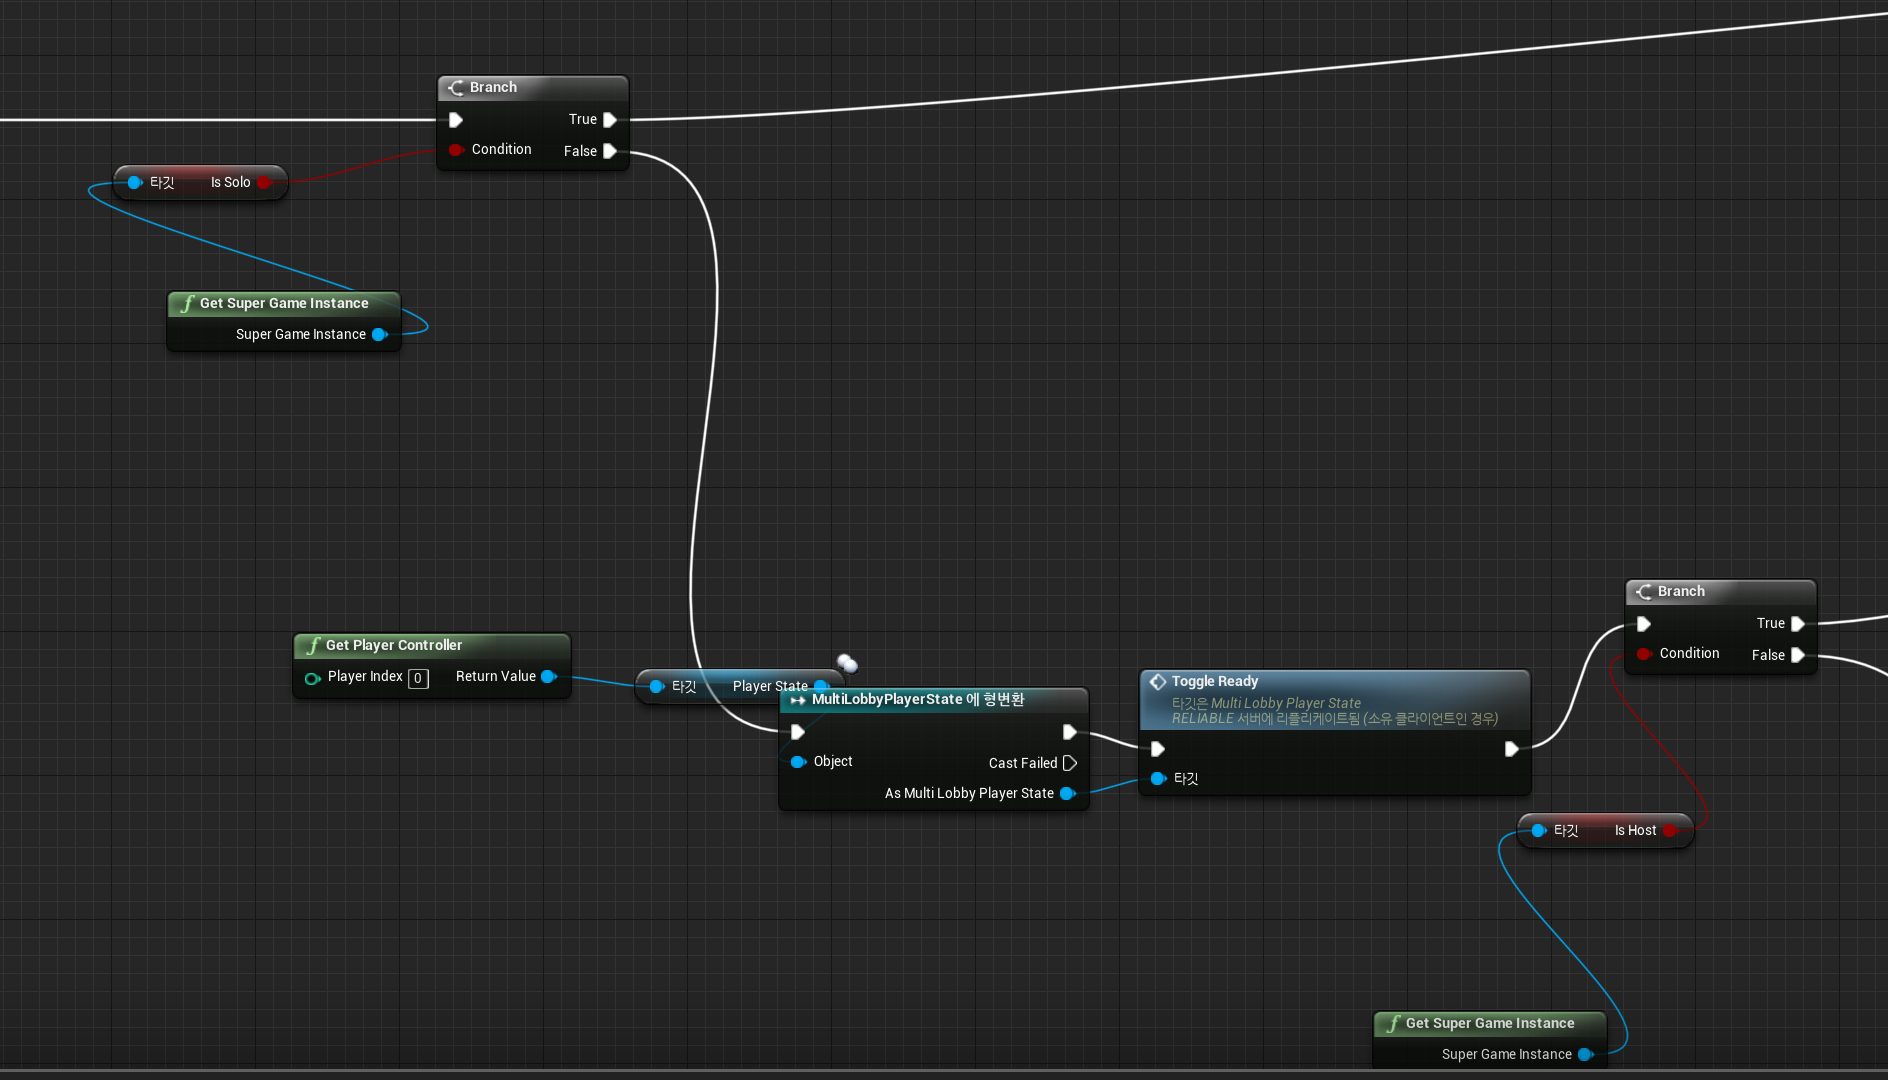 Branch
True
Condition
False
타깃 Is Solo
Get Super Game Instance
Super Game Instance
Get Player Controller
Player Index 0 Return Value
타깃 Player State
MultiLobbyPlayerState 에 형변환
Object
Cast Failed
As Multi Lobby Player State
Toggle Ready
타깃은 Multi Lobby Player State
RELIABLE 서버에 리플리케이트됨 (소유 클라이언트인 경우)
타깃
Branch
True
Condition
False
타깃 Is Host
Get Super Game Instance
Super Game Instance